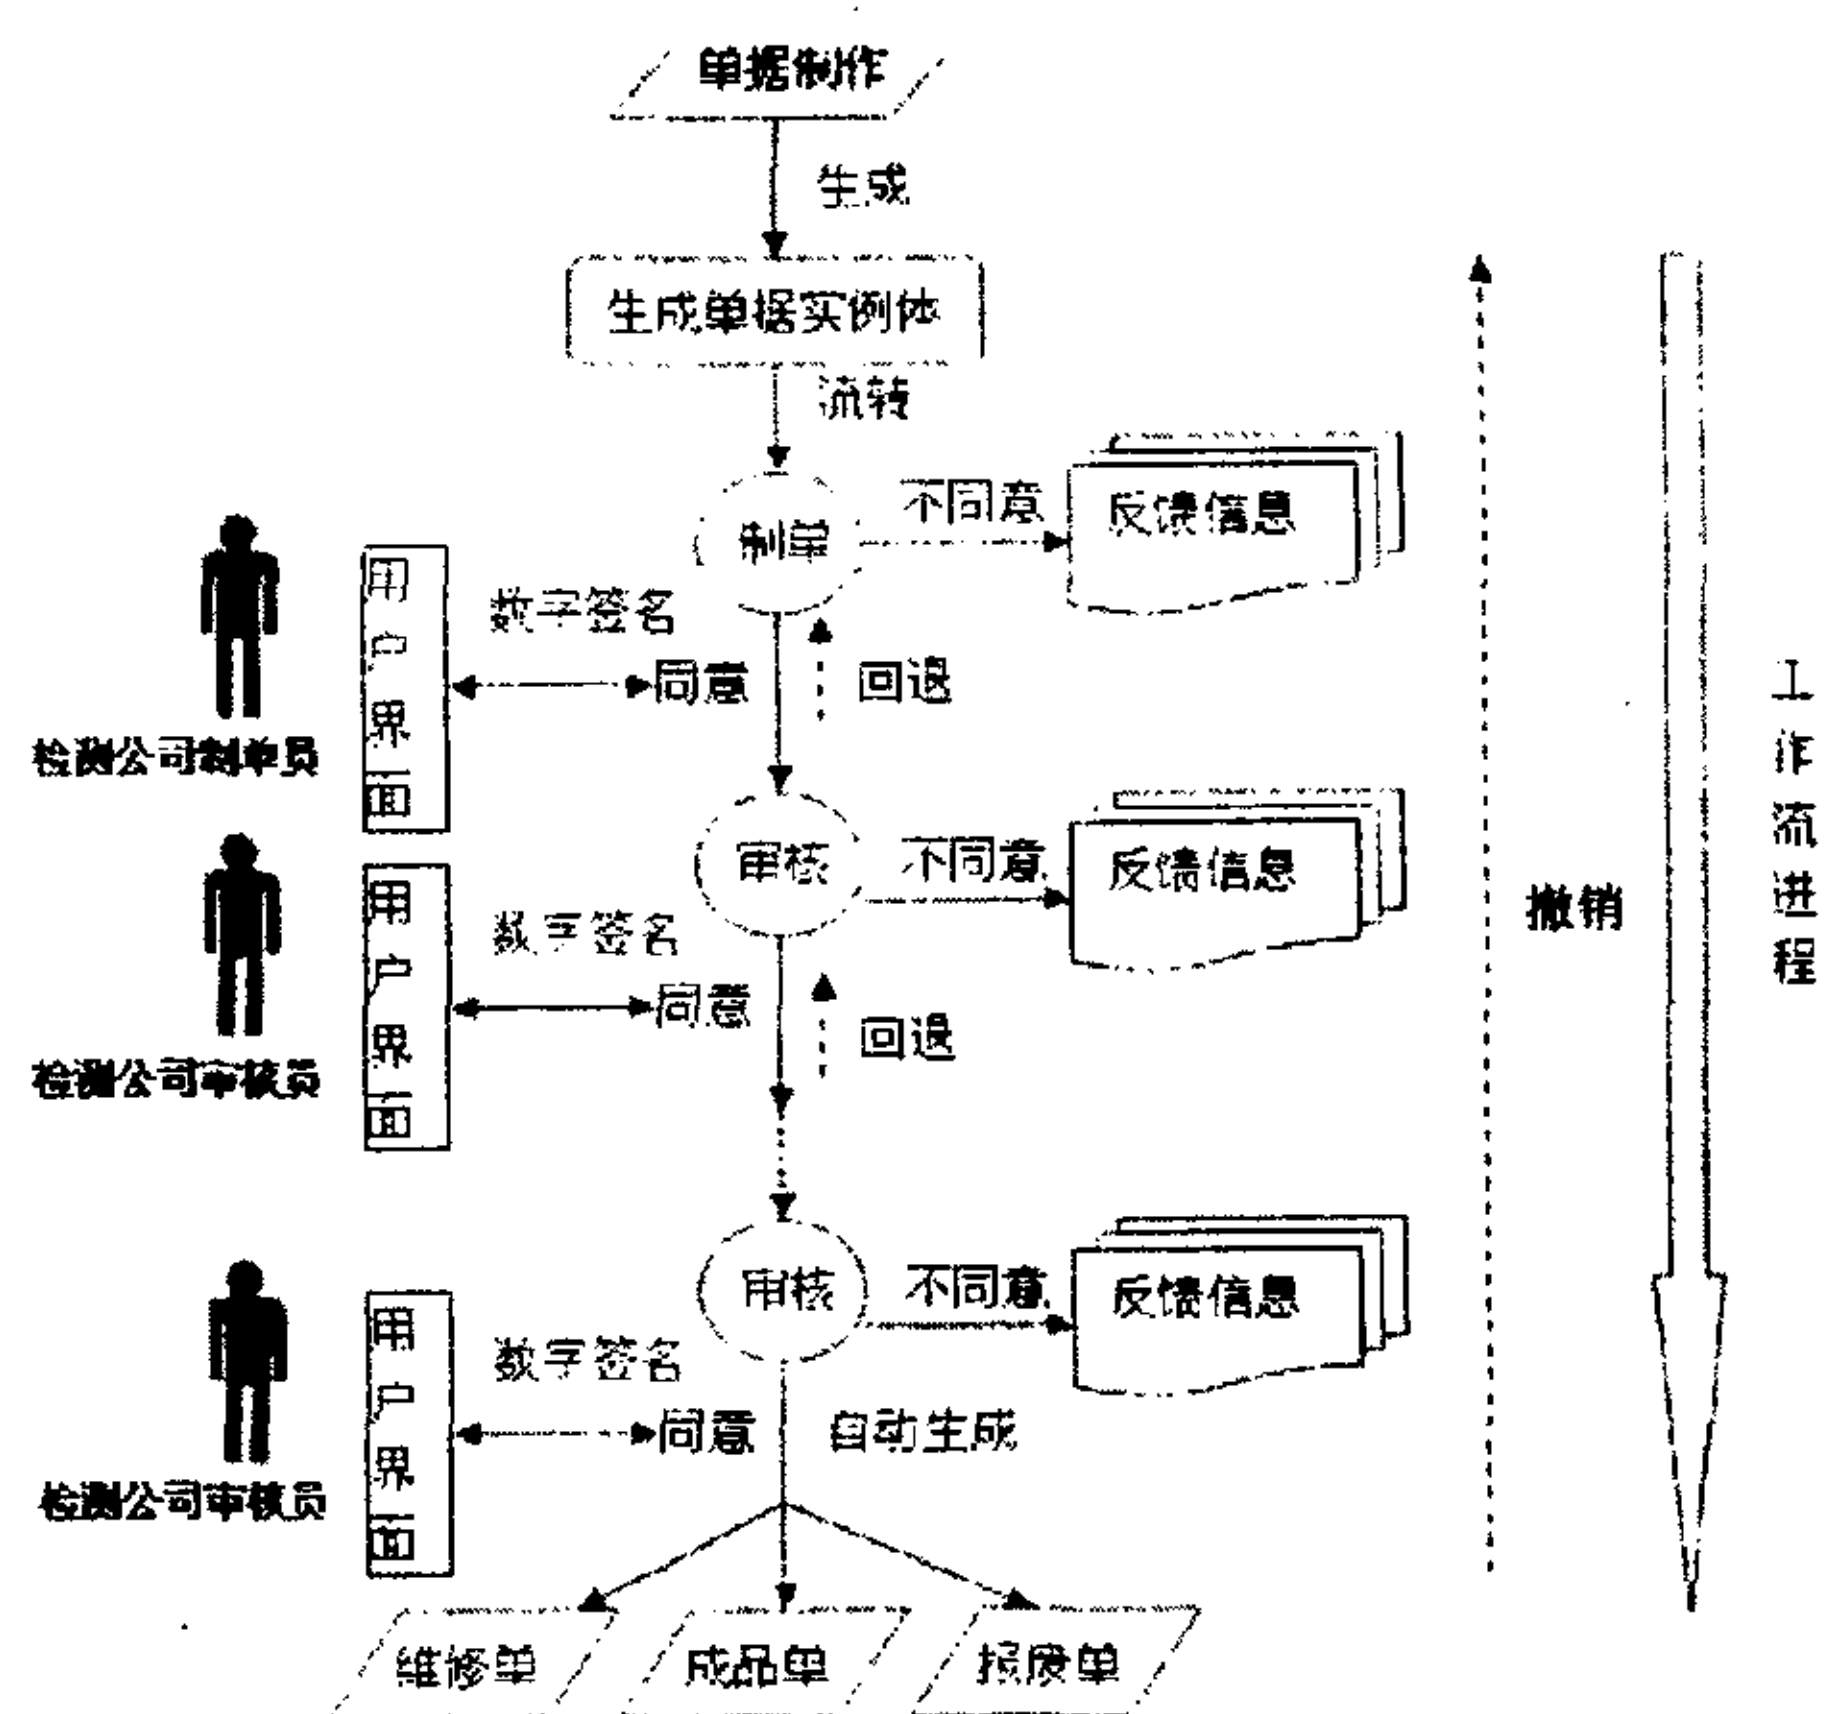 单据制作
生成
生成单据实例体
流转
制单
不同意
反馈信息
用户界面
数字签名
同意
回退
检测公司制单员
审核
不同意
反馈信息
用户界面
数字签名
同意
回退
检测公司审核员
撤销
工作流进程
审核
不同意
反馈信息
用户界面
数字签名
同意
自动生成
检测公司审核员
维修单
成品单
报废单